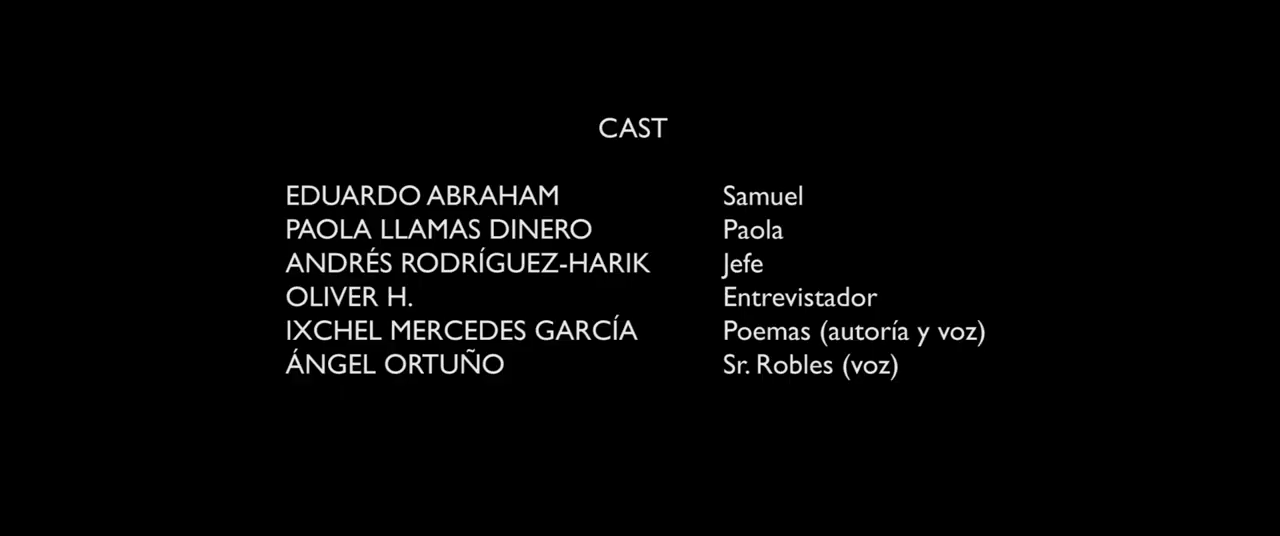 CAST
EDUARDO ABRAHAM Samuel
PAOLA LLAMAS DINERO Paola
ANDRÉS RODRÍGUEZ-HARIK Jefe
OLIVER H. Entrevistador
IXCHEL MERCEDES GARCÍA Poemas (autoría y voz)
ÁNGEL ORTUÑO Sr. Robles (voz)